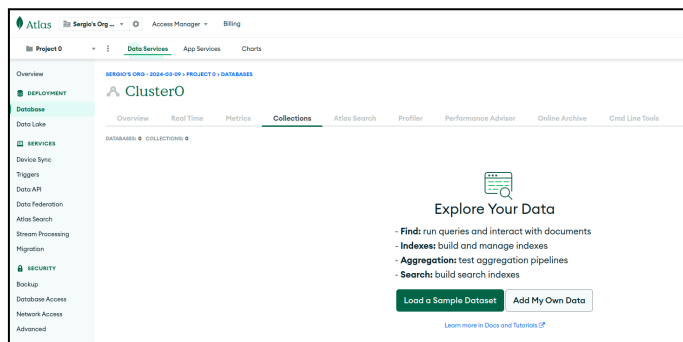 Atlas
Sergio's Org ...
Access Manager
Billing
Project 0
Data Services
App Services
Charts
Overview
DEPLOYMENT
Database
Data Lake
SERVICES
Device Sync
Triggers
Data API
Data Federation
Atlas Search
Stream Processing
Migration
SECURITY
Backup
Database Access
Network Access
Advanced
SERGIO'S ORG - 2024-03-09 > PROJECT 0 > DATABASES
Cluster0
Overview
Real Time
Metrics
Collections
Atlas Search
Profiler
Performance Advisor
Online Archive
Cmd Line Tools
DATABASES: 0 COLLECTIONS: 0
Explore Your Data
- Find: run queries and interact with documents
- Indexes: build and manage indexes
- Aggregation: test aggregation pipelines
- Search: build search indexes
Load a Sample Dataset
Add My Own Data
Learn more in Docs and Tutorials